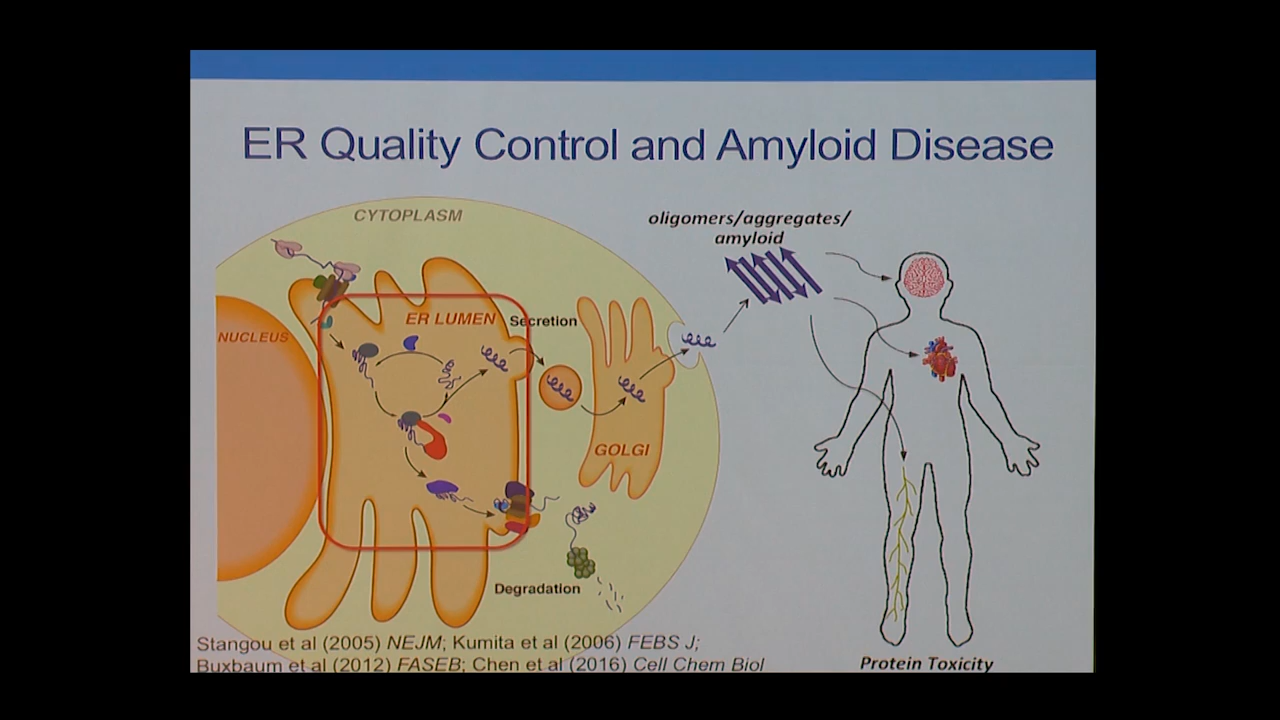 ER Quality Control and Amyloid Disease
CYTOPLASM
oligomers/aggregates/
amyloid
NUCLEUS
ER LUMEN
Secretion
GOLGI
Degradation
Stangou et al (2005) NEJM; Kumita et al (2006) FEBS J;
Buxbaum et al (2012) FASEB; Chen et al (2016) Cell Chem Biol
Protein Toxicity